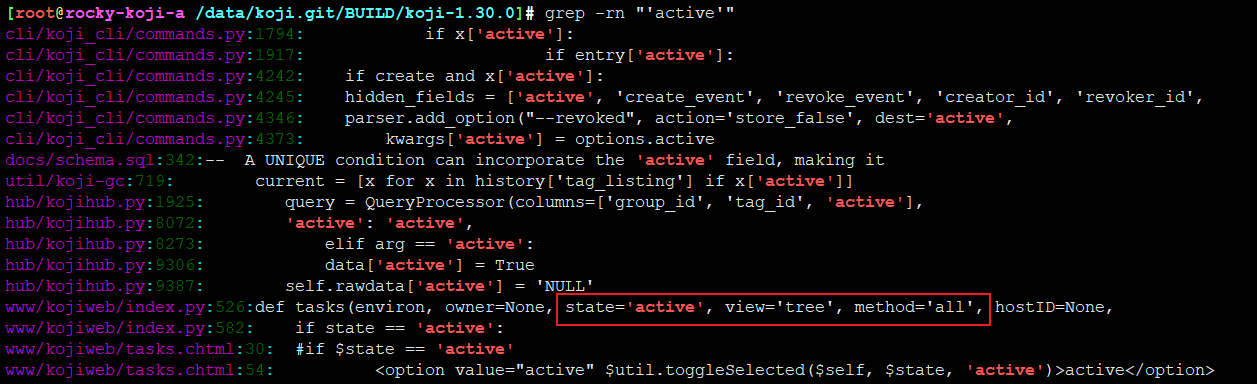 [root@rocky-koji-a /data/koji.git/BUILD/koji-1.30.0]# grep -rn "'active'"
cli/koji_cli/commands.py:1794:            if x['active']:
cli/koji_cli/commands.py:1917:                        if entry['active']:
cli/koji_cli/commands.py:4242:    if create and x['active']:
cli/koji_cli/commands.py:4245:    hidden_fields = ['active', 'create_event', 'revoke_event', 'creator_id', 'revoker_id',
cli/koji_cli/commands.py:4346:    parser.add_option("--revoked", action='store_false', dest='active',
cli/koji_cli/commands.py:4373:        kwargs['active'] = options.active
docs/schema.sql:342:--  A UNIQUE condition can incorporate the 'active' field, making it
util/koji-gc:719:        current = [x for x in history['tag_listing'] if x['active']]
hub/kojihub.py:1925:        query = QueryProcessor(columns=['group_id', 'tag_id', 'active'],
hub/kojihub.py:8072:        'active': 'active',
hub/kojihub.py:8273:            elif arg == 'active':
hub/kojihub.py:9306:            data['active'] = True
hub/kojihub.py:9387:        self.rawdata['active'] = 'NULL'
www/kojiweb/index.py:526:def tasks(environ, owner=None, state='active', view='tree', method='all', hostID=None,
www/kojiweb/index.py:582:    if state == 'active':
www/kojiweb/tasks.chtml:30:  #if $state == 'active'
www/kojiweb/tasks.chtml:54:          <option value="active" $util.toggleSelected($self, $state, 'active')>active</option>